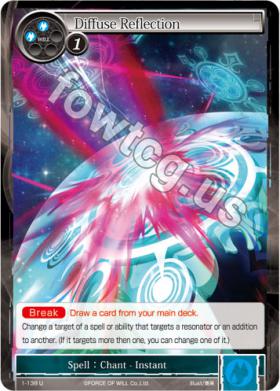 Diffuse Reflection
WILL
1
fowtcg.us
Break Draw a card from your main deck.
Change a target of a spell or ability that targets a resonator or an addition
to another. (If it targets more then one, you can change one of it.)
Spell : Chant - Instant
1-138 U
©FORCE OF WILL Co.,Ltd.